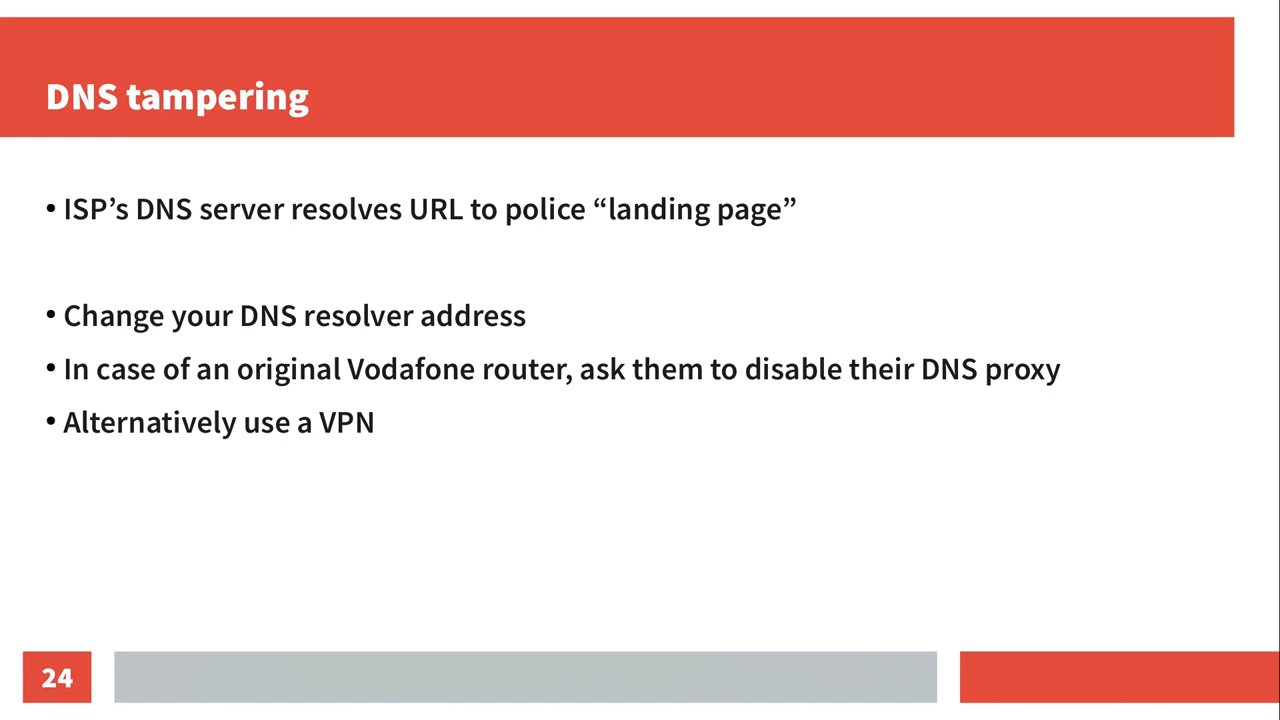 DNS tampering
• ISP’s DNS server resolves URL to police “landing page”
• Change your DNS resolver address
• In case of an original Vodafone router, ask them to disable their DNS proxy
• Alternatively use a VPN
24